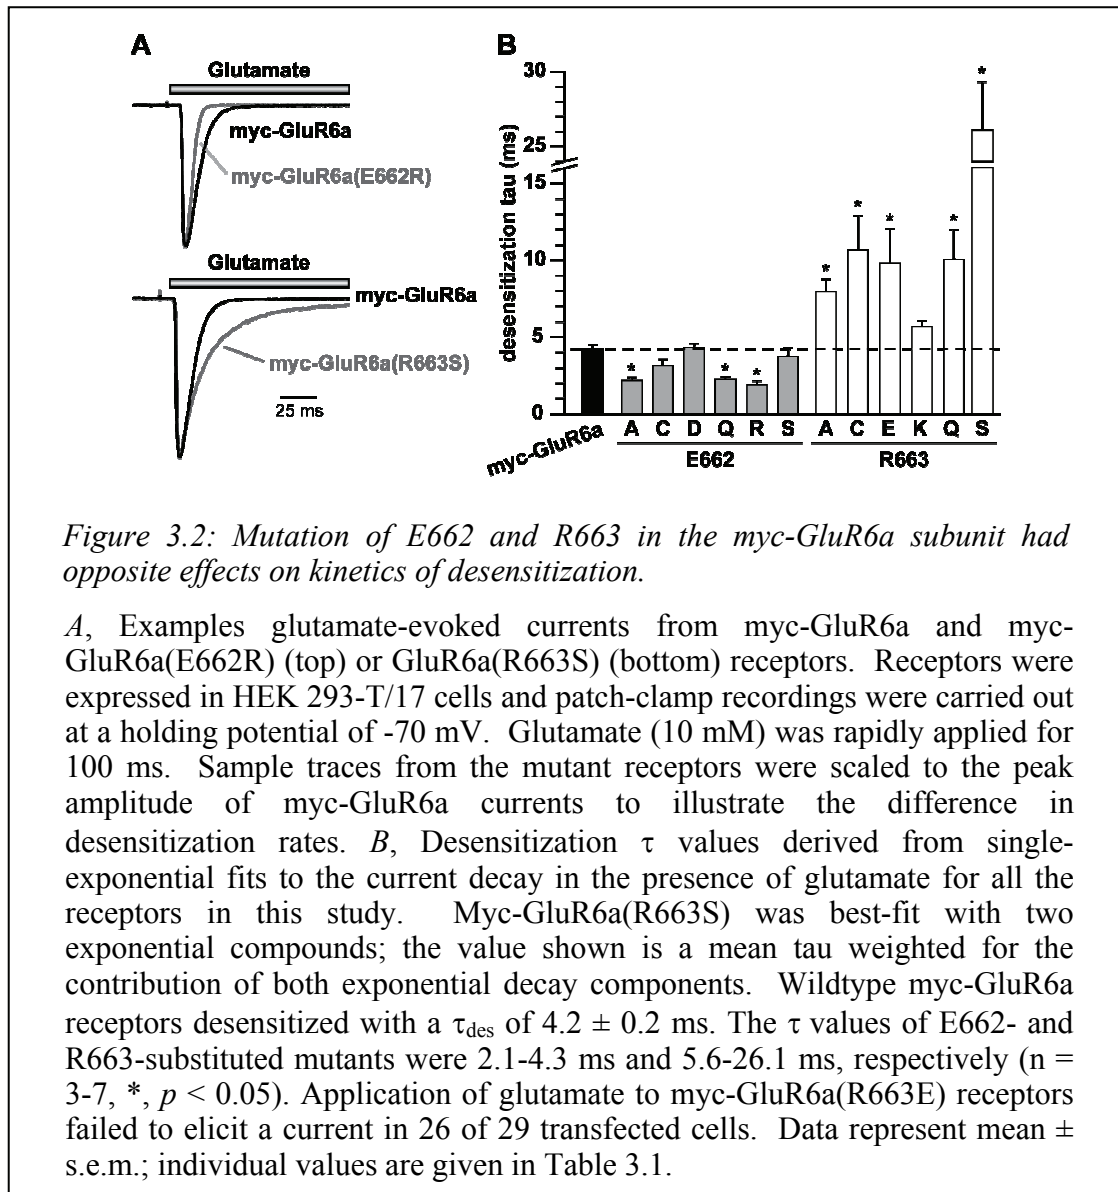 A
Glutamate
myc-GluR6a
myc-GluR6a(E662R)
Glutamate
myc-GluR6a
myc-GluR6a(R663S)
25 ms
B
desensitization tau (ms)
30
25
15
10
5
0
* * * * * * * *
myc-GluR6a
A C D Q R S A C E K Q S
E662 R663
Figure 3.2: Mutation of E662 and R663 in the myc-GluR6a subunit had
opposite effects on kinetics of desensitization.
A, Examples glutamate-evoked currents from myc-GluR6a and myc-
GluR6a(E662R) (top) or GluR6a(R663S) (bottom) receptors. Receptors were
expressed in HEK 293-T/17 cells and patch-clamp recordings were carried out
at a holding potential of -70 mV. Glutamate (10 mM) was rapidly applied for
100 ms. Sample traces from the mutant receptors were scaled to the peak
amplitude of myc-GluR6a currents to illustrate the difference in
desensitization rates. B, Desensitization τ values derived from single-
exponential fits to the current decay in the presence of glutamate for all the
receptors in this study. Myc-GluR6a(R663S) was best-fit with two
exponential compounds; the value shown is a mean tau weighted for the
contribution of both exponential decay components. Wildtype myc-GluR6a
receptors desensitized with a τdes of 4.2 ± 0.2 ms. The τ values of E662- and
R663-substituted mutants were 2.1-4.3 ms and 5.6-26.1 ms, respectively (n =
3-7, *, p < 0.05). Application of glutamate to myc-GluR6a(R663E) receptors
failed to elicit a current in 26 of 29 transfected cells. Data represent mean ±
s.e.m.; individual values are given in Table 3.1.